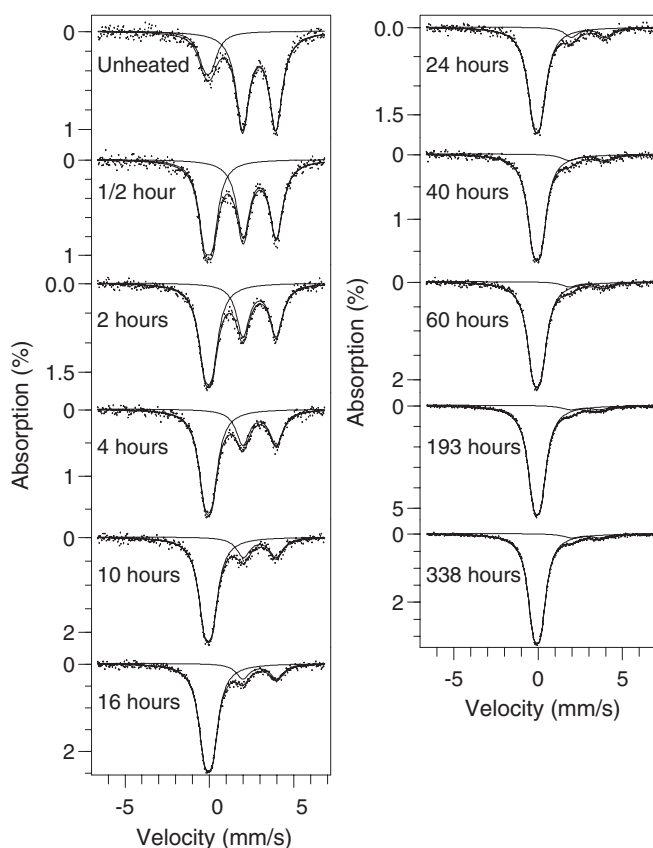 0
Unheated
1
0
1/2 hour
1
0.0
2 hours
1.5
0
4 hours
1
0
10 hours
2
0
16 hours
2
-5
0
5
Velocity (mm/s)
Absorption (%)
0.0
24 hours
1.5
0
40 hours
1
0
60 hours
2
0
193 hours
5
0
338 hours
2
-5
0
5
Velocity (mm/s)
Absorption (%)